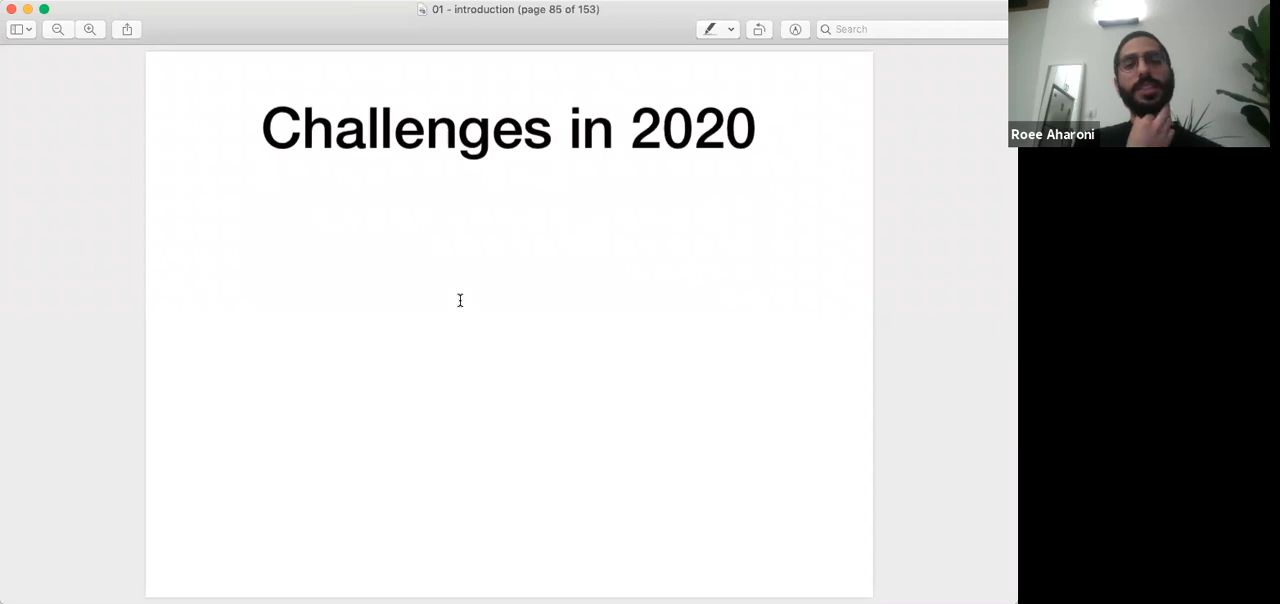 01 - introduction (page 85 of 153)
Search
Challenges in 2020
Roee Aharoni